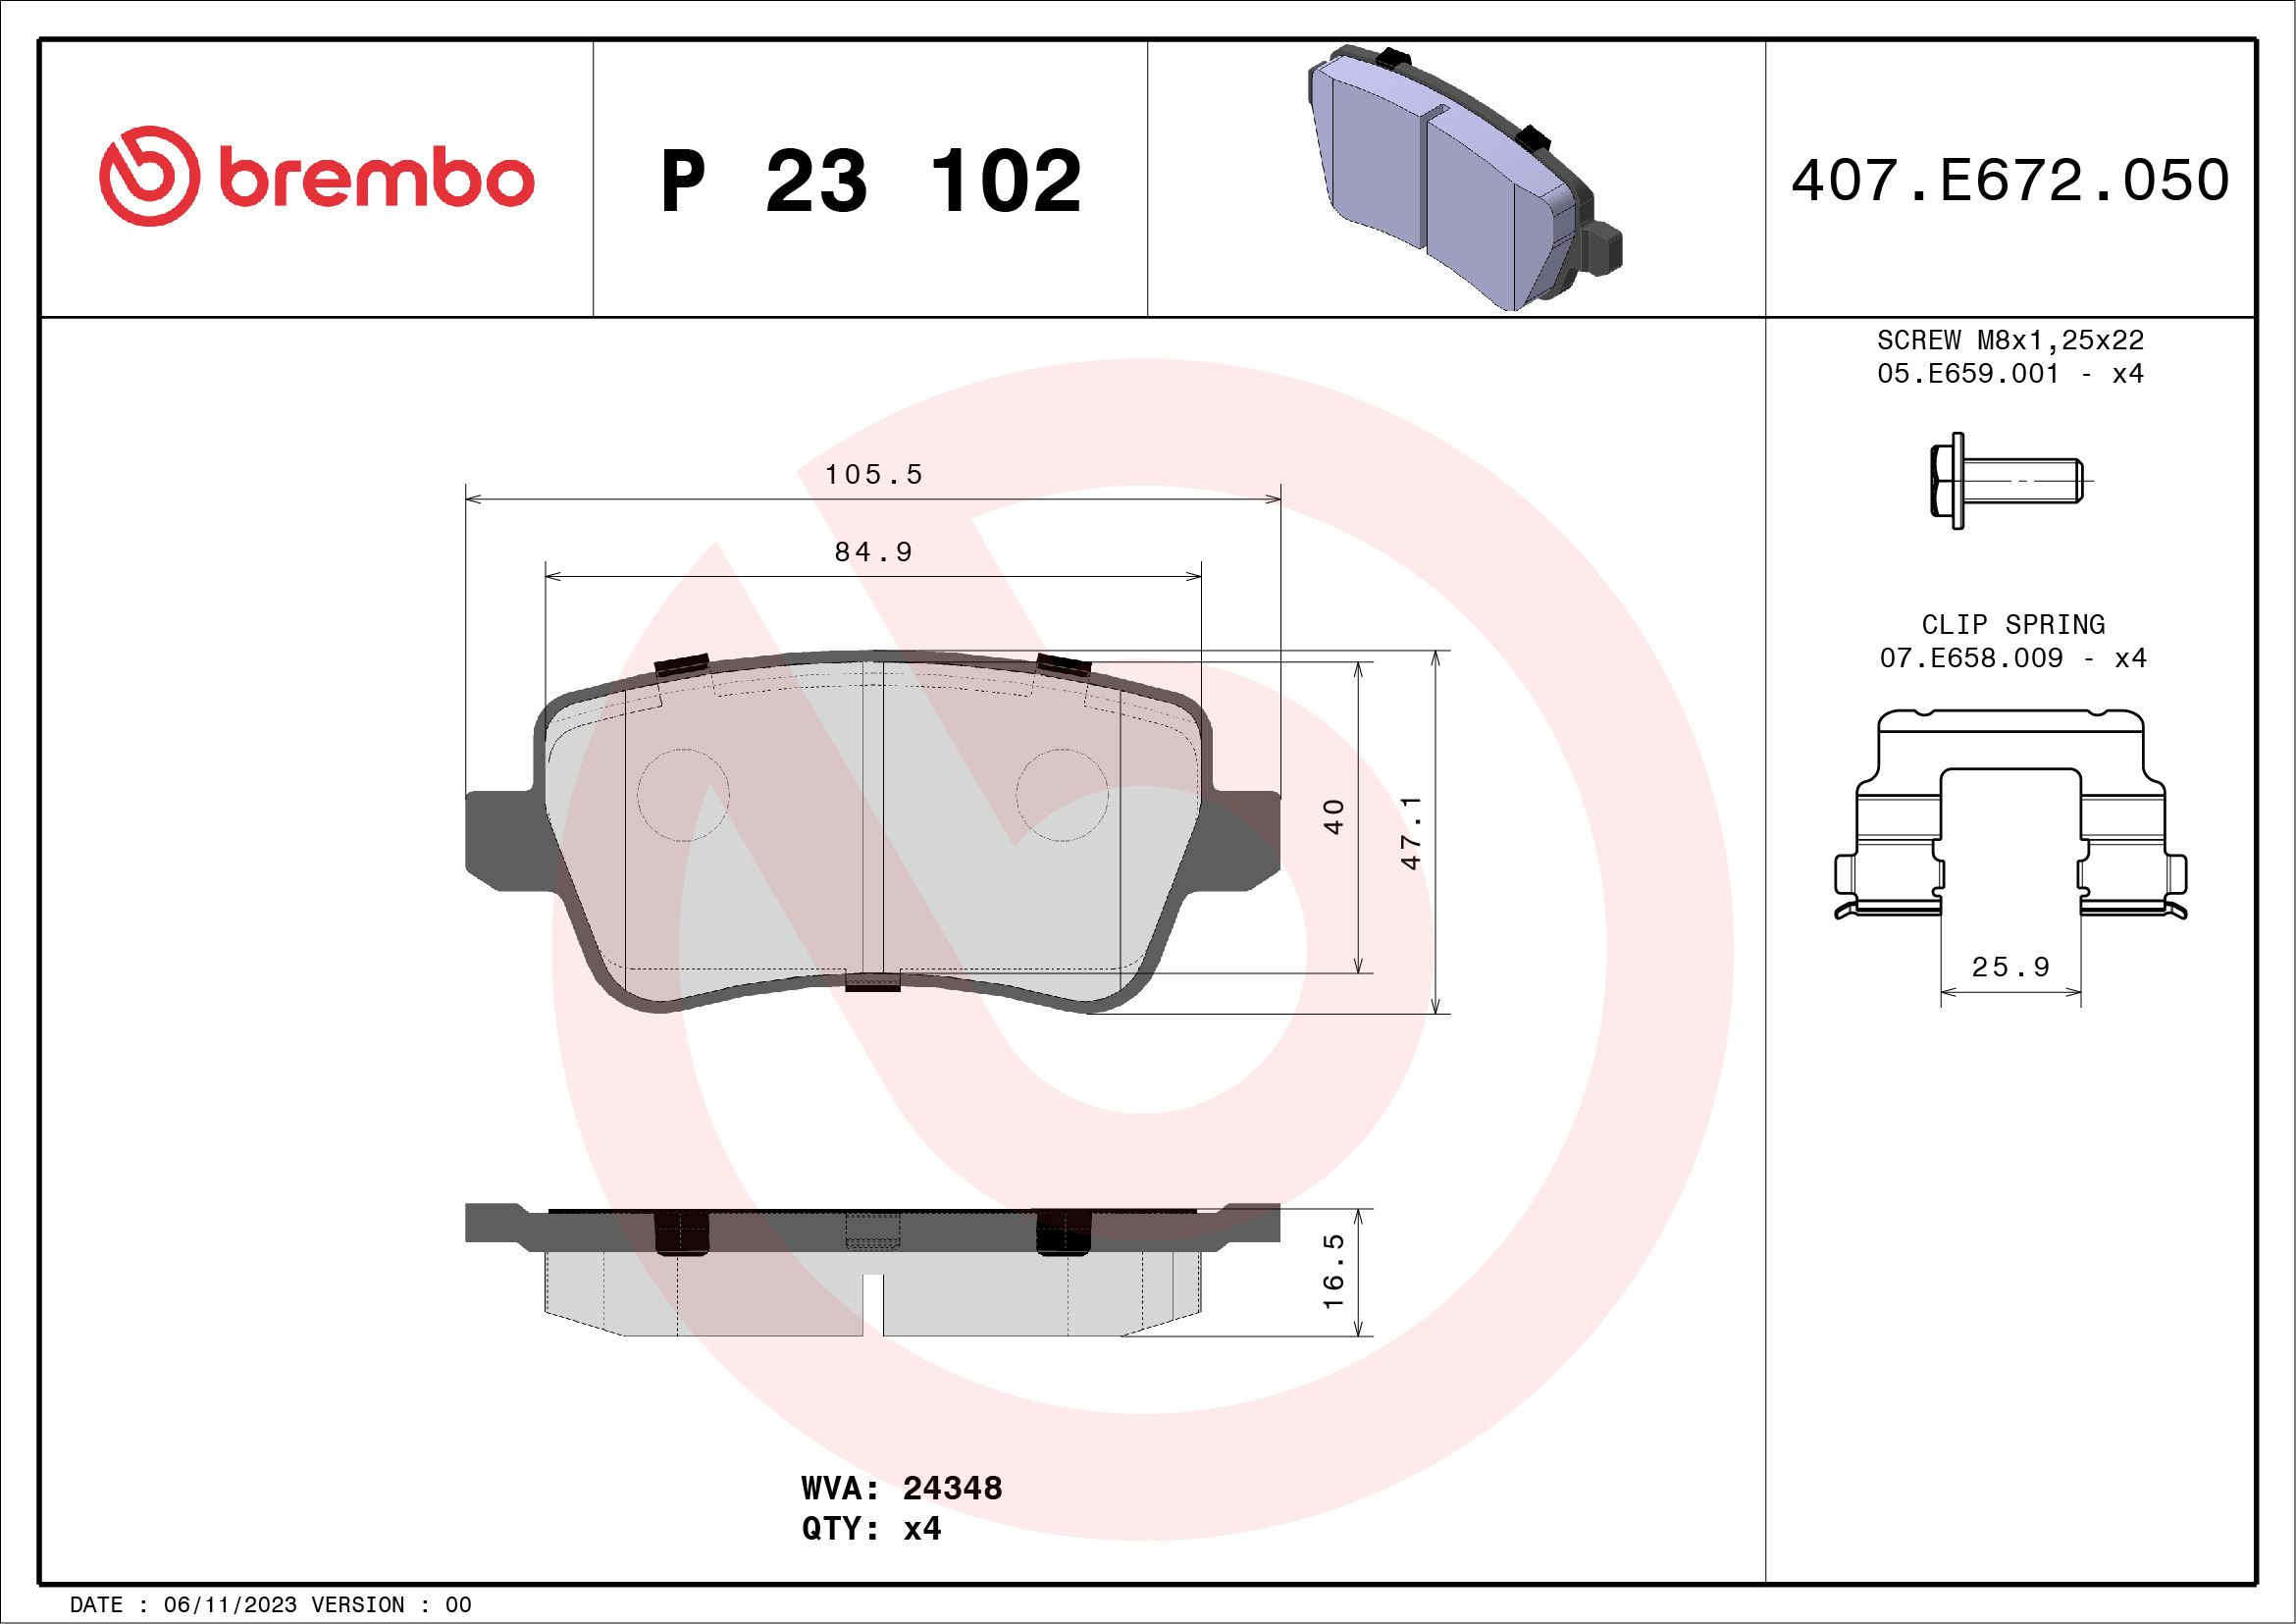 brembo
P 23 102
407.E672.050
SCREW M8x1,25x22
05.E659.001 - x4
CLIP SPRING
07.E658.009 - x4
25.9
105.5
84.9
40
47.1
16.5
WVA: 24348
QTY: x4
DATE : 06/11/2023 VERSION : 00